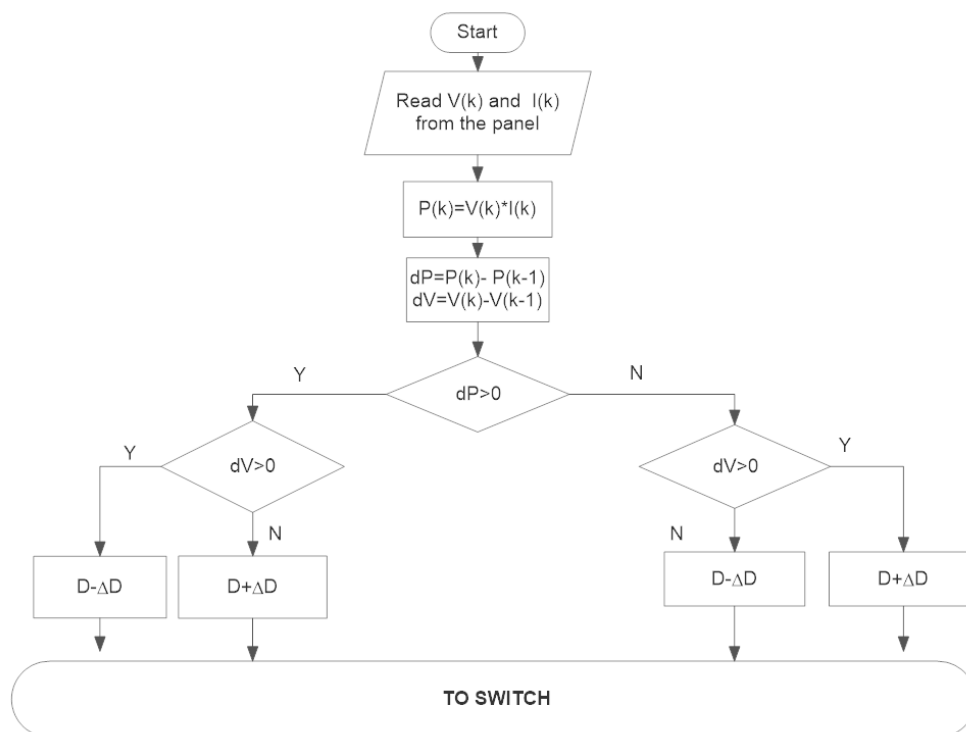 Start
Read V(k) and I(k)
from the panel
P(k)=V(k)*I(k)
dP=P(k)- P(k-1)
dV=V(k)-V(k-1)
Y
dP>0
N
Y
dV>0
N
dV>0
Y
N
D-ΔD
D+ΔD
D-ΔD
D+ΔD
TO SWITCH